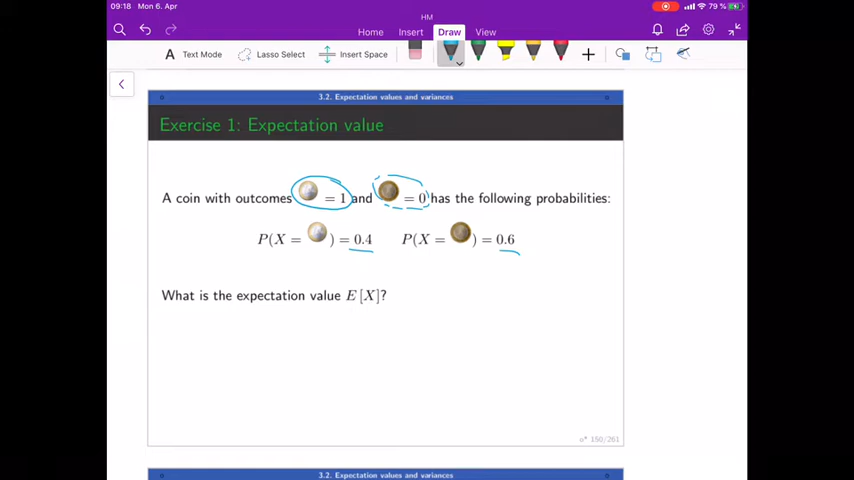 09:18 Mon 6. Apr
79 %
HM
Home Insert Draw View
A Text Mode Lasso Select Insert Space
3.2. Expectation values and variances
Exercise 1: Expectation value
A coin with outcomes = 1 and = 0 has the following probabilities:
P(X = ) = 0.4 P(X = ) = 0.6
What is the expectation value E [X]?
150/261
3.2. Expectation values and variances